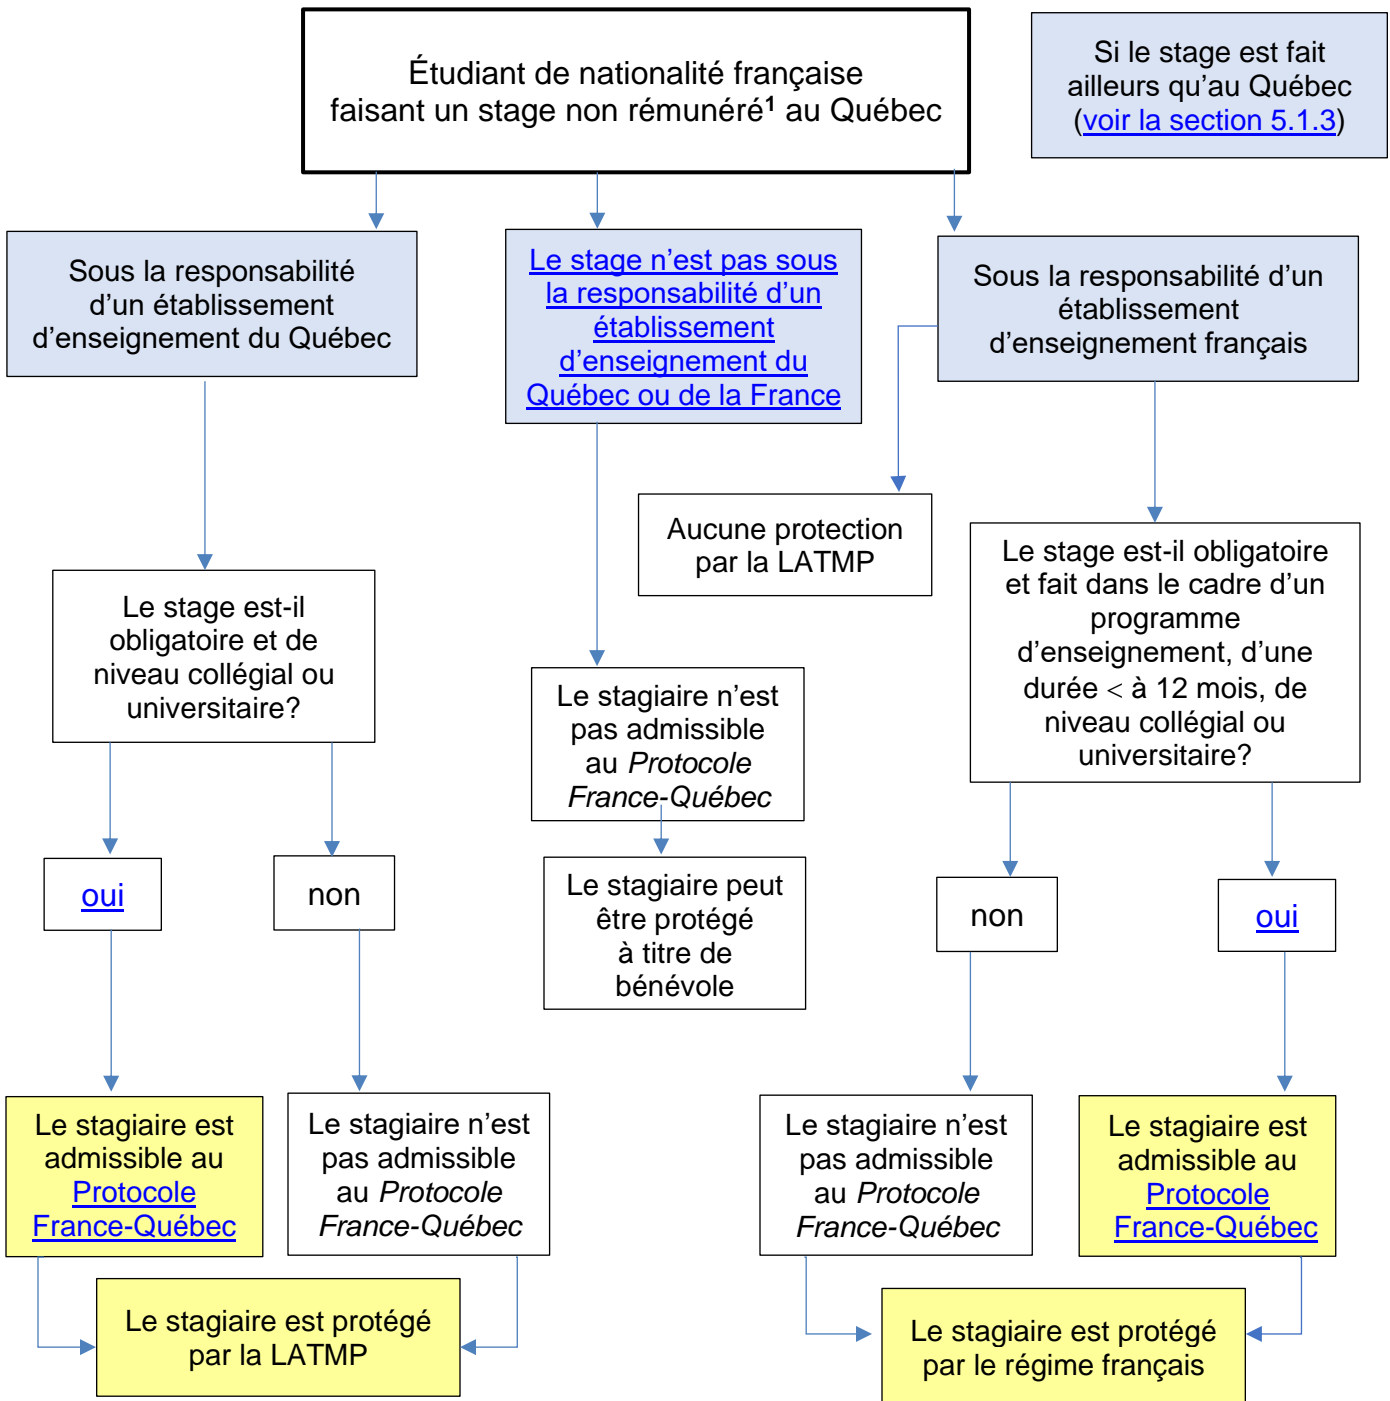 Étudiant de nationalité française
faisant un stage non rémunéré¹ au Québec
Si le stage est fait
ailleurs qu’au Québec
(voir la section 5.1.3)
Sous la responsabilité
d’un établissement
d’enseignement du Québec
Le stage n’est pas sous
la responsabilité d’un
établissement
d’enseignement du
Québec ou de la France
Sous la responsabilité d’un
établissement
d’enseignement français
Aucune protection
par la LATMP
Le stage est-il
obligatoire et de
niveau collégial ou
universitaire?
Le stagiaire n’est
pas admissible
au Protocole
France-Québec
Le stage est-il obligatoire
et fait dans le cadre d’un
programme
d’enseignement, d’une
durée < à 12 mois, de
niveau collégial ou
universitaire?
oui
non
Le stagiaire peut
être protégé
à titre de
bénévole
non
oui
Le stagiaire est
admissible au
Protocole
France-Québec
Le stagiaire n’est
pas admissible
au Protocole
France-Québec
Le stagiaire n’est
pas admissible
au Protocole
France-Québec
Le stagiaire est
admissible au
Protocole
France-Québec
Le stagiaire est protégé
par la LATMP
Le stagiaire est protégé
par le régime français